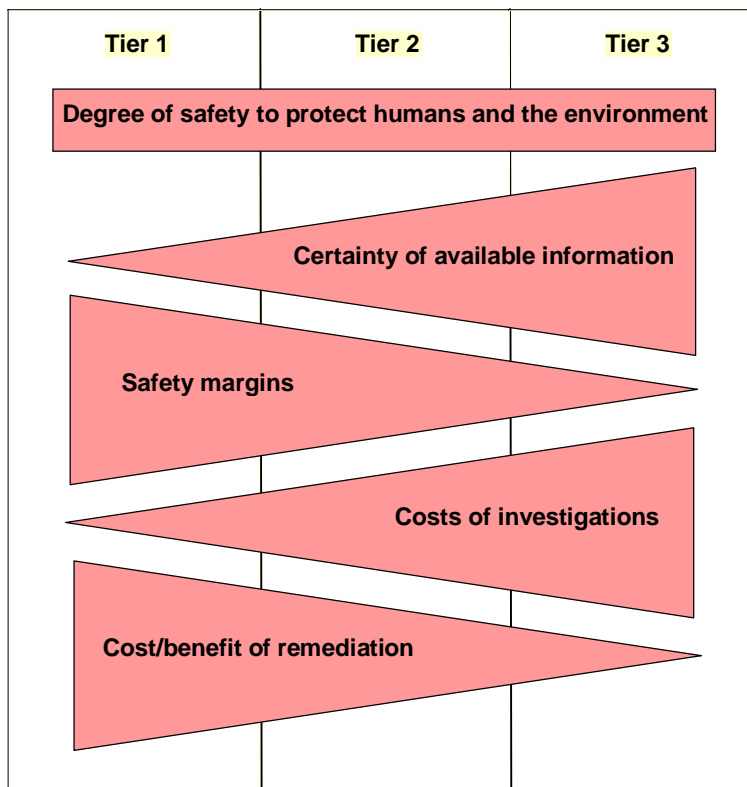 Tier 1 Tier 2 Tier 3
Degree of safety to protect humans and the environment
Certainty of available information
Safety margins
Costs of investigations
Cost/benefit of remediation